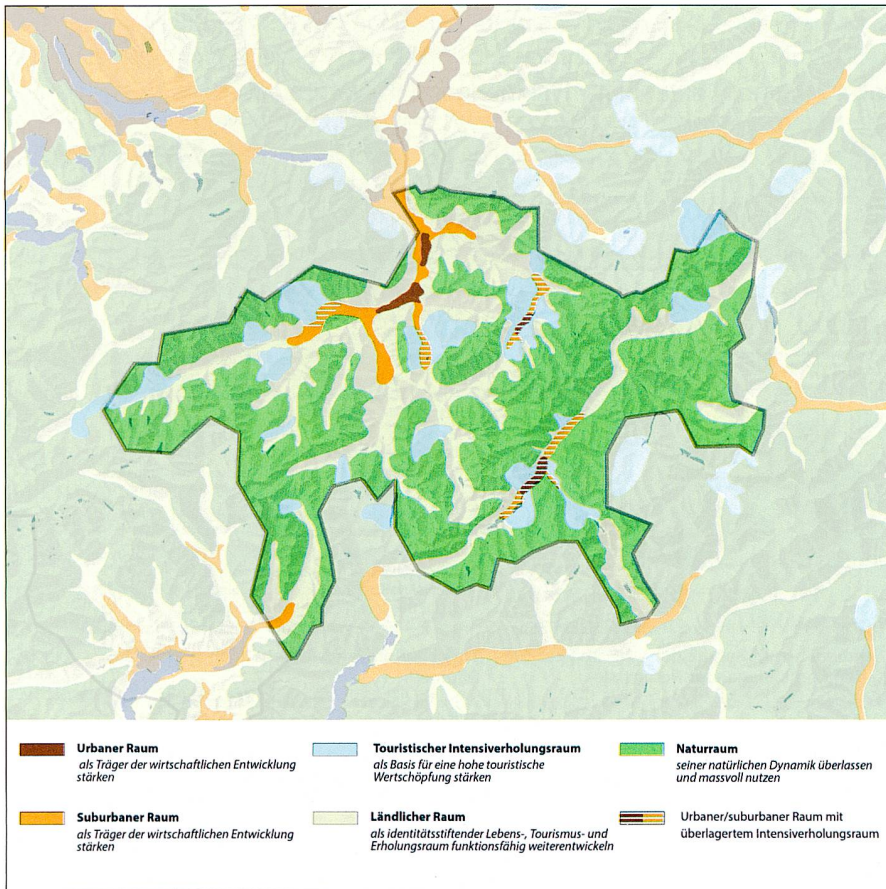 Urbaner Raum
als Träger der wirtschaftlichen Entwicklung
stärken
Touristischer Intensiverholungsraum
als Basis für eine hohe touristische
Wertschöpfung stärken
Naturraum
seiner natürlichen Dynamik überlassen
und massvoll nutzen
Suburbaner Raum
als Träger der wirtschaftlichen Entwicklung
stärken
Ländlicher Raum
als identitätsstiftender Lebens-, Tourismus- und
Erholungsraum funktionsfähig weiterentwickeln
Urbaner/suburbaner Raum mit
überlagertem Intensiverholungsraum